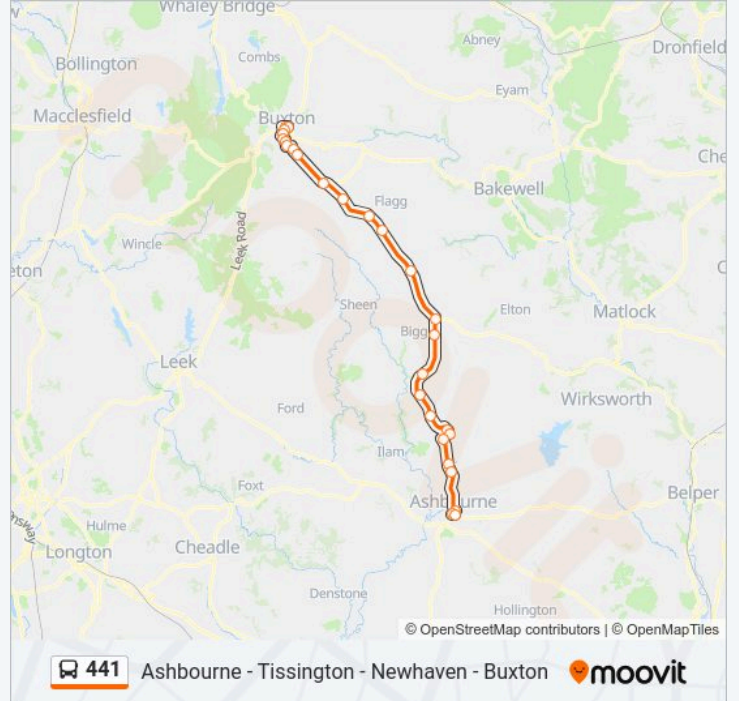 Whaley Bridge
Abney
Dronfield
Combs
Bollington
Eyam
Macclesfield
Buxton
Che
Bakewell
Flagg
Leek Road
Wincle
eton
C
Sheen
Elton
Matlock
Bigg
Leek
Wirksworth
Ford
Ilam
Foxt
Ashbourne
Belper
nsway
Hulme
Longton
Cheadle
Denstone
Hollington
© OpenStreetMap contributors | © OpenMapTiles
441 Ashbourne - Tissington - Newhaven - Buxton moovit